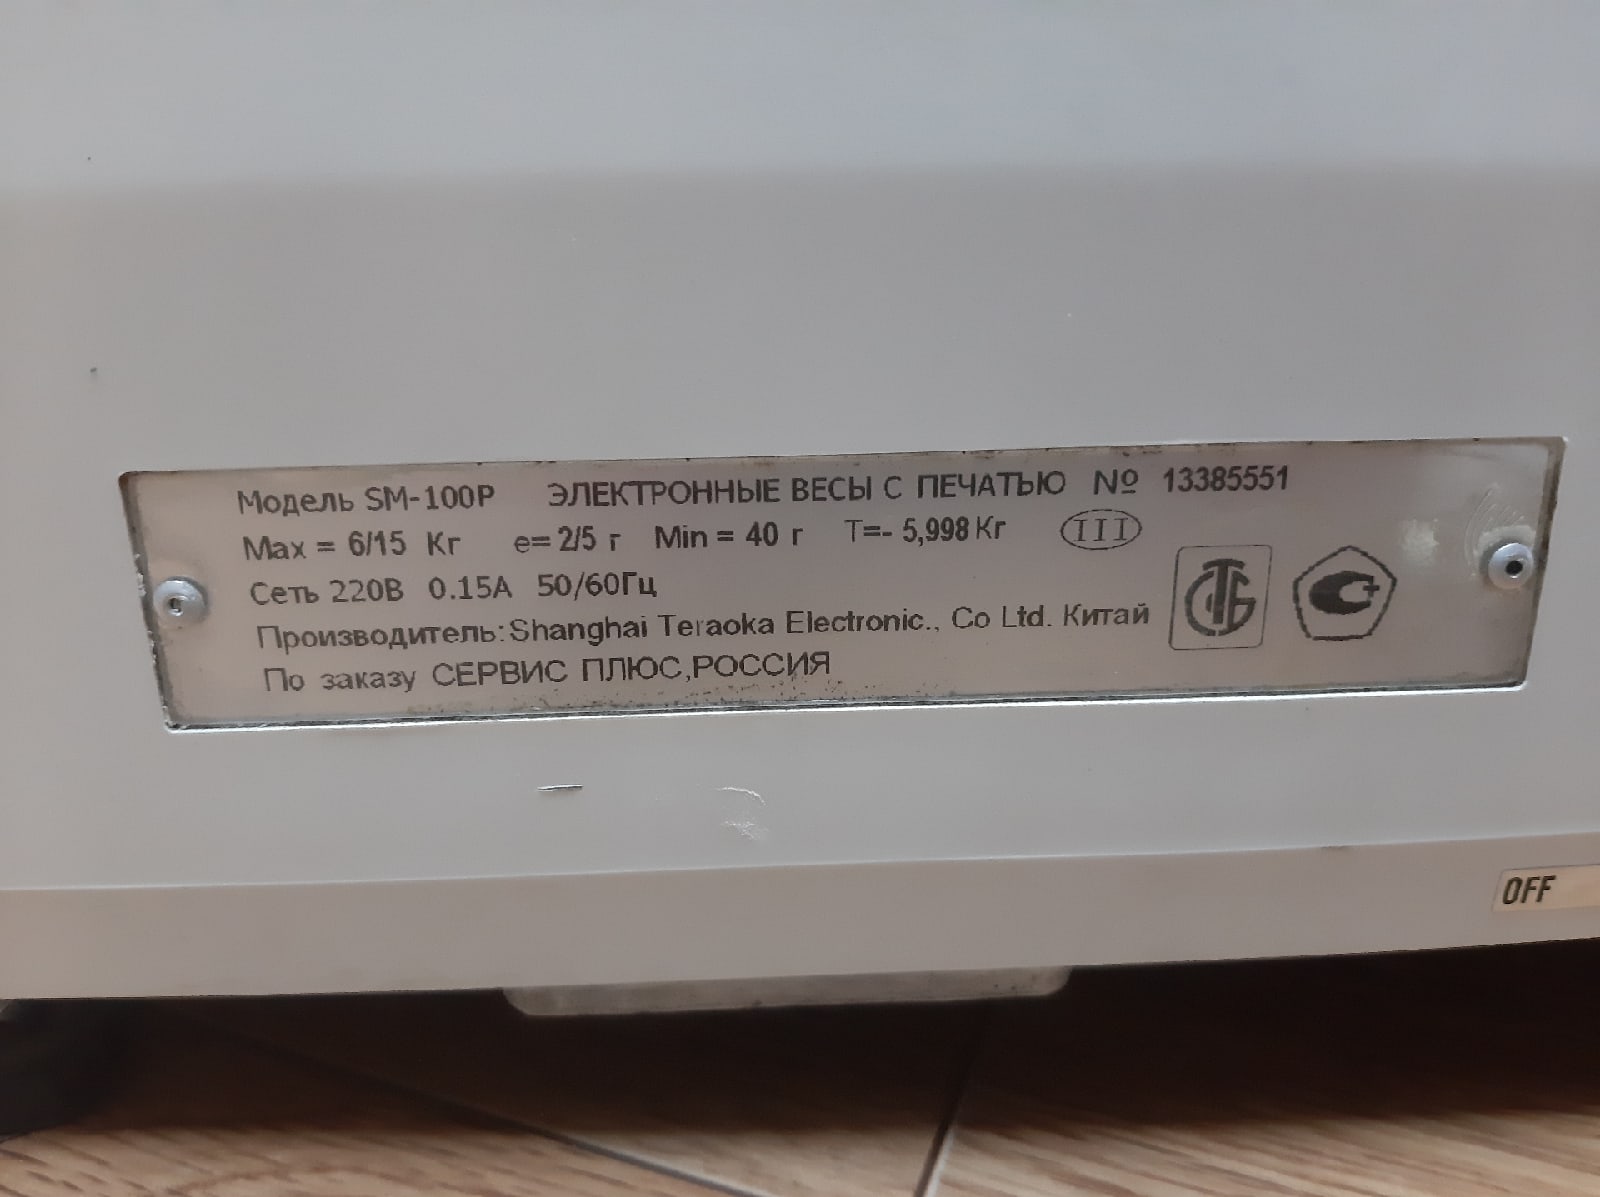 Модель SM-100P ЭЛЕКТРОННЫЕ ВЕСЫ С ПЕЧАТЬЮ № 13385551
Max = 6/15 Кг e= 2/5 г Min = 40 г T=- 5,998 Кг III
Сеть 220В 0.15А 50/60Гц
Производитель: Shanghai Teraoka Electronic., Co Ltd. Китай
По заказу СЕРВИС ПЛЮС,РОССИЯ
OFF